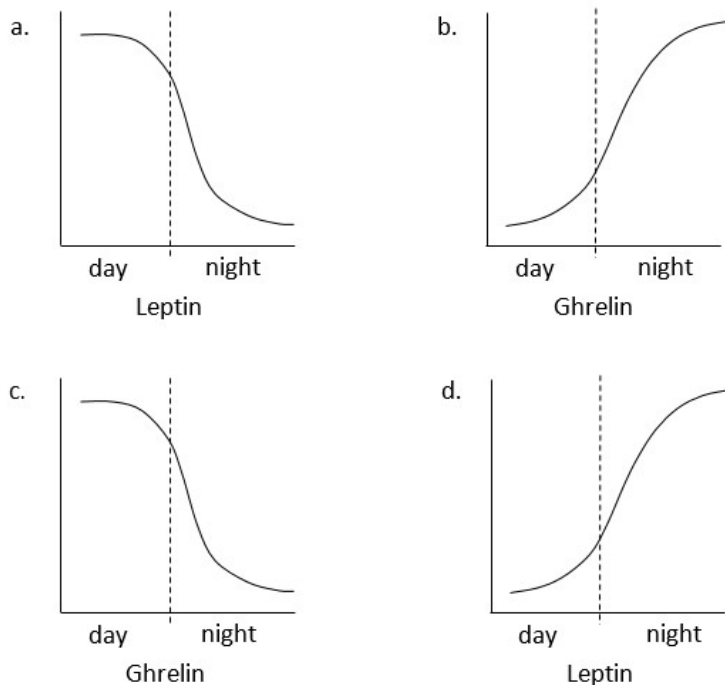 a.
day night
Leptin
b.
day night
Ghrelin
c.
day night
Ghrelin
d.
day night
Leptin